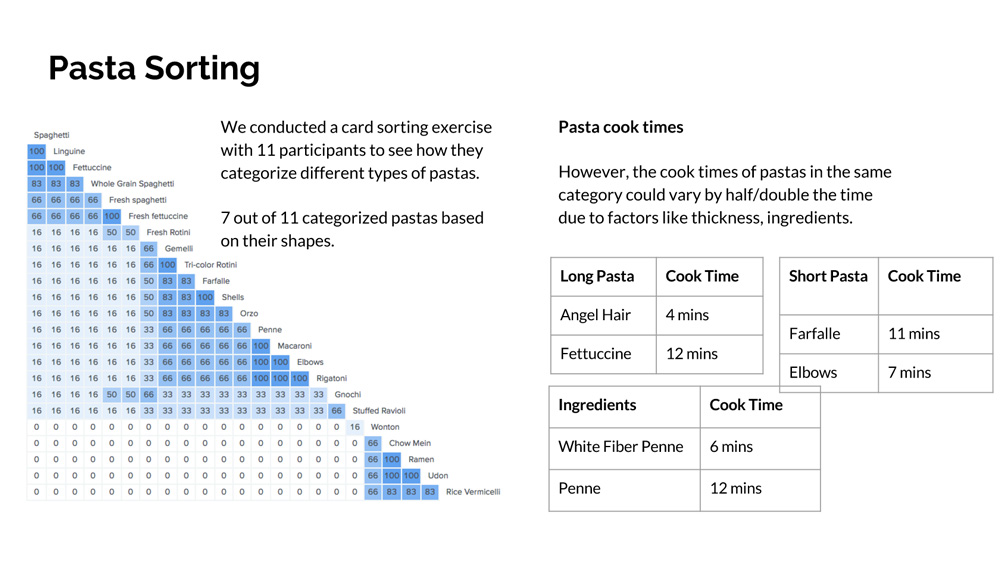 Pasta Sorting
Spaghetti
100 Linguine
100 100 Fettuccine
83 83 83 Whole Grain Spaghetti
66 66 66 66 Fresh spaghetti
66 66 66 66 100 Fresh fettuccine
16 16 16 16 50 50 Fresh Rotini
16 16 16 16 16 16 66 Gemelli
16 16 16 16 16 16 66 100 Tri-color Rotini
16 16 16 16 16 16 50 83 83 Farfalle
16 16 16 16 16 16 50 83 83 100 Shells
16 16 16 16 16 16 50 83 83 83 83 Orzo
16 16 16 16 16 16 33 66 66 66 66 66 Penne
16 16 16 16 16 16 33 66 66 66 66 66 100 Macaroni
16 16 16 16 16 16 33 66 66 66 66 66 100 100 Elbows
16 16 16 16 16 16 33 66 66 66 66 66 100 100 100 Rigatoni
16 16 16 16 50 50 66 33 33 33 33 33 33 33 33 33 Gnochi
16 16 16 16 16 16 33 33 33 33 33 33 33 33 33 33 66 Stuffed Ravioli
0 0 0 0 0 0 0 0 0 0 0 0 0 0 0 0 0 16 Wonton
0 0 0 0 0 0 0 0 0 0 0 0 0 0 0 0 0 0 66 Chow Mein
0 0 0 0 0 0 0 0 0 0 0 0 0 0 0 0 0 0 66 100 Ramen
0 0 0 0 0 0 0 0 0 0 0 0 0 0 0 0 0 0 66 100 100 Udon
0 0 0 0 0 0 0 0 0 0 0 0 0 0 0 0 0 0 66 83 83 83 Rice Vermicelli
We conducted a card sorting exercise
with 11 participants to see how they
categorize different types of pastas.
7 out of 11 categorized pastas based
on their shapes.
Pasta cook times
However, the cook times of pastas in the same
category could vary by half/double the time
due to factors like thickness, ingredients.
Long Pasta Cook Time
Angel Hair 4 mins
Fettuccine 12 mins
Short Pasta Cook Time
Farfalle 11 mins
Elbows 7 mins
Ingredients Cook Time
White Fiber Penne 6 mins
Penne 12 mins